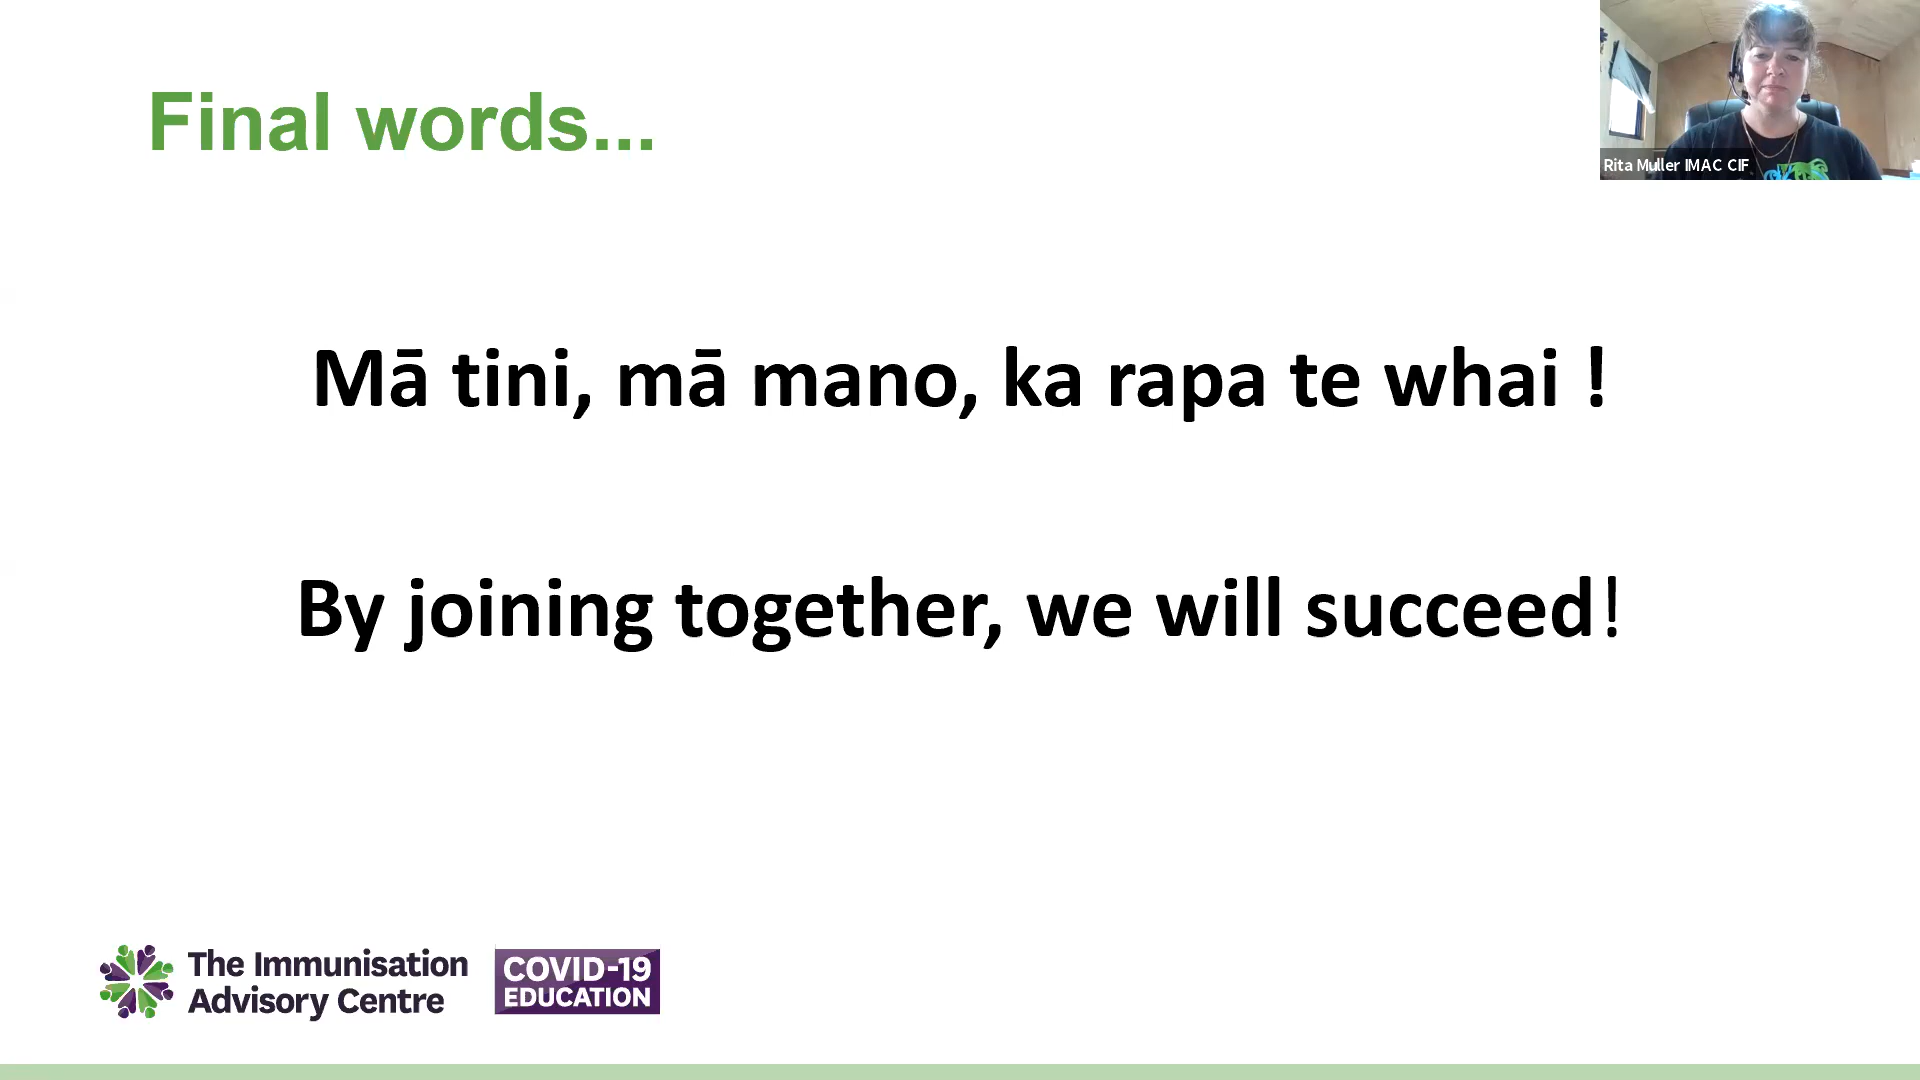 Final words...
Rita Muller IMAC CIF
Mā tini, mā mano, ka rapa te whai !
By joining together, we will succeed!
The Immunisation
Advisory Centre
COVID-19
EDUCATION